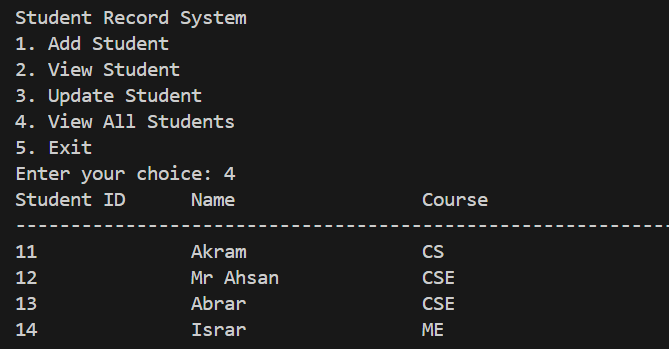 Student Record System
1. Add Student
2. View Student
3. Update Student
4. View All Students
5. Exit
Enter your choice: 4
Student ID      Name                 Course
------------------------------------------------------------
11              Akram                CS
12              Mr Ahsan             CSE
13              Abrar                CSE
14              Israr                ME